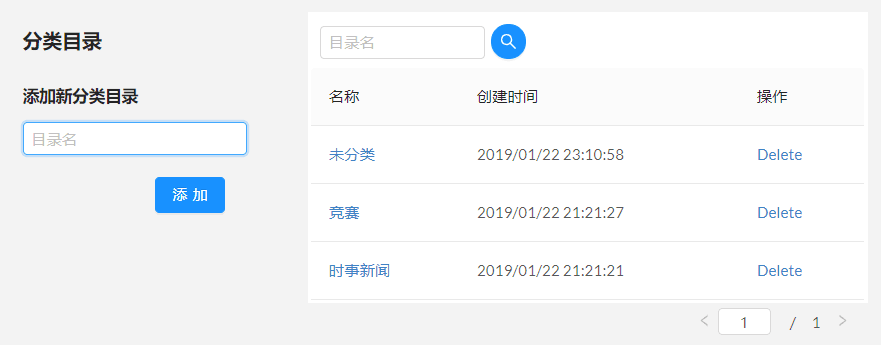 分类目录
添加新分类目录
目录名
添 加
目录名
名称 创建时间 操作
未分类 2019/01/22 23:10:58 Delete
竞赛 2019/01/22 21:21:27 Delete
时事新闻 2019/01/22 21:21:21 Delete
1 / 1